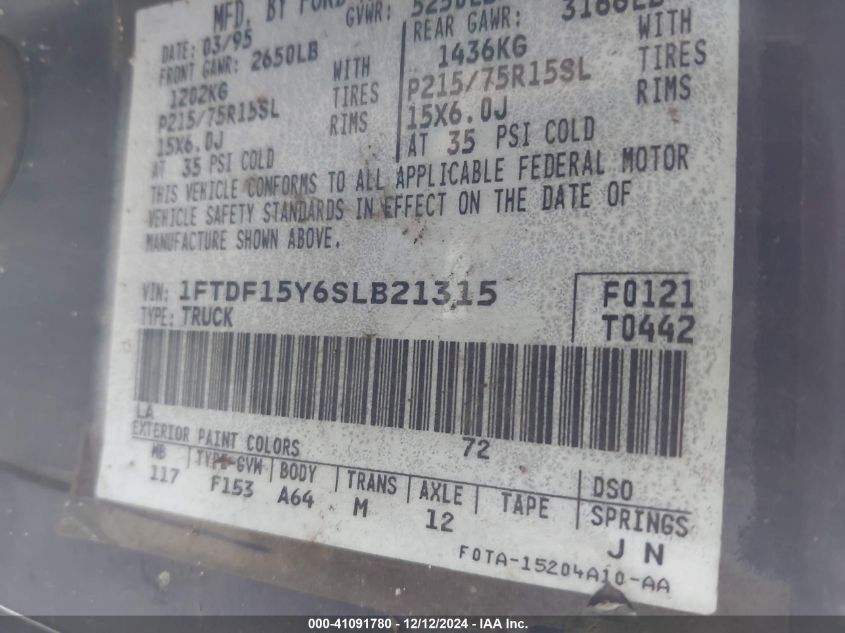 MFD. BY FORD
DATE: 03/95 GVWR: 5250LB
FRONT GAWR: 2650LB REAR GAWR: 3166LB
1202KG WITH 1436KG WITH
P215/75R15SL TIRES P215/75R15SL TIRES
15X6.0J RIMS 15X6.0J RIMS
AT 35 PSI COLD AT 35 PSI COLD
THIS VEHICLE CONFORMS TO ALL APPLICABLE FEDERAL MOTOR
VEHICLE SAFETY STANDARDS IN EFFECT ON THE DATE OF
MANUFACTURE SHOWN ABOVE.
VIN: 1FTDF15Y6SLB21315 F0121
TYPE: TRUCK T0442
LA 72
EXTERIOR PAINT COLORS DSO
WB TYPE-GVW BODY TRANS AXLE TAPE SPRINGS
117 F153 A64 M 12 J N
F0TA-15204A10-AA
000-41091780 - 12/12/2024 - IAA Inc.